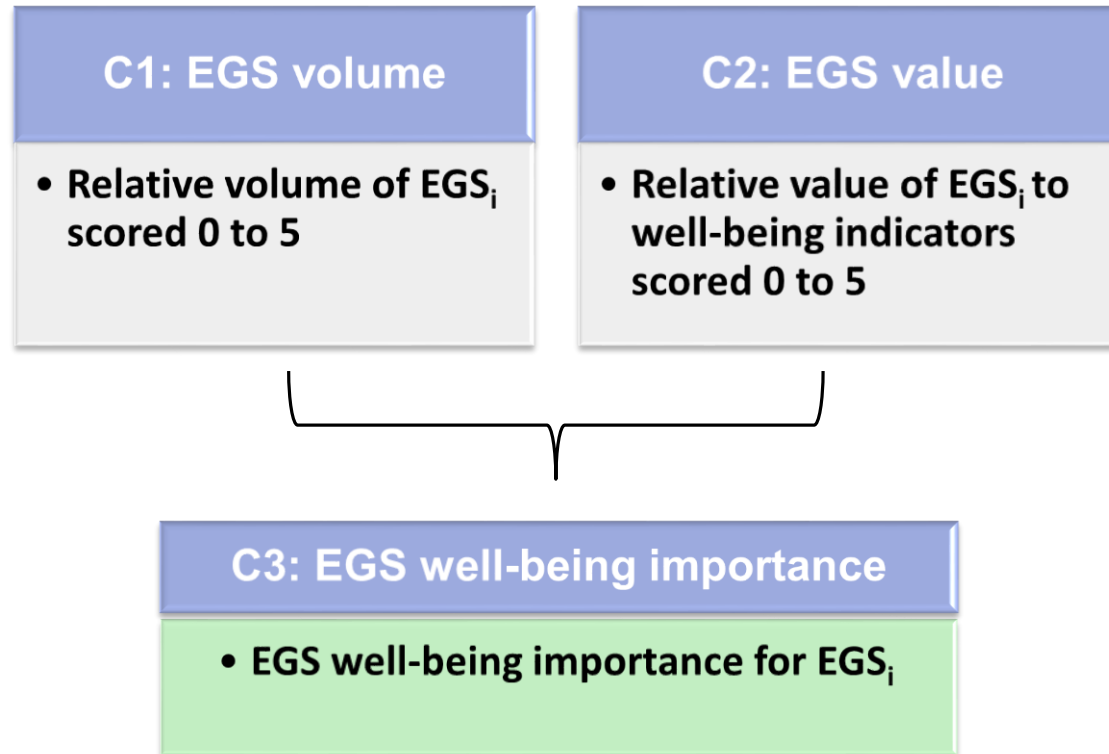 C1: EGS volume
• Relative volume of EGSᵢ
scored 0 to 5
C2: EGS value
• Relative value of EGSᵢ to
well-being indicators
scored 0 to 5
C3: EGS well-being importance
• EGS well-being importance for EGSᵢ